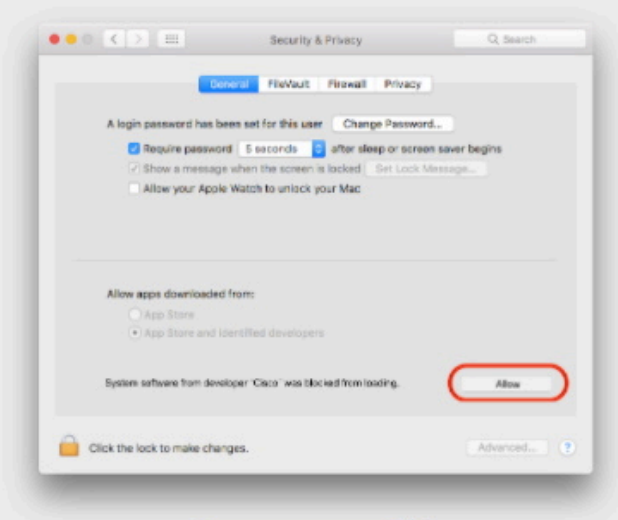 Security & Privacy
Search
General FileVault Firewall Privacy
A login password has been set for this user Change Password...
Require password 5 seconds after sleep or screen saver begins
Show a message when the screen is locked Set Lock Message...
Allow your Apple Watch to unlock your Mac
Allow apps downloaded from:
App Store
App Store and identified developers
System software from developer "Cisco" was blocked from loading. Allow
Click the lock to make changes. Advanced... ?